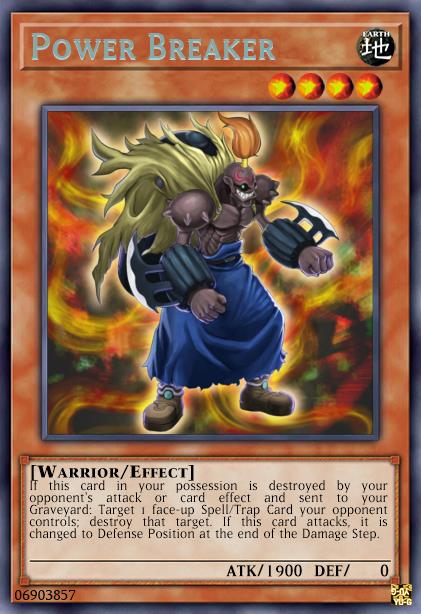 POWER BREAKER
EARTH
地
[WARRIOR/EFFECT]
If this card in your possession is destroyed by your
opponent's attack or card effect and sent to your
Graveyard: Target 1 face-up Spell/Trap Card your opponent
controls; destroy that target. If this card attacks, it is
changed to Defense Position at the end of the Damage Step.
ATK/1900 DEF/ 0
06903857